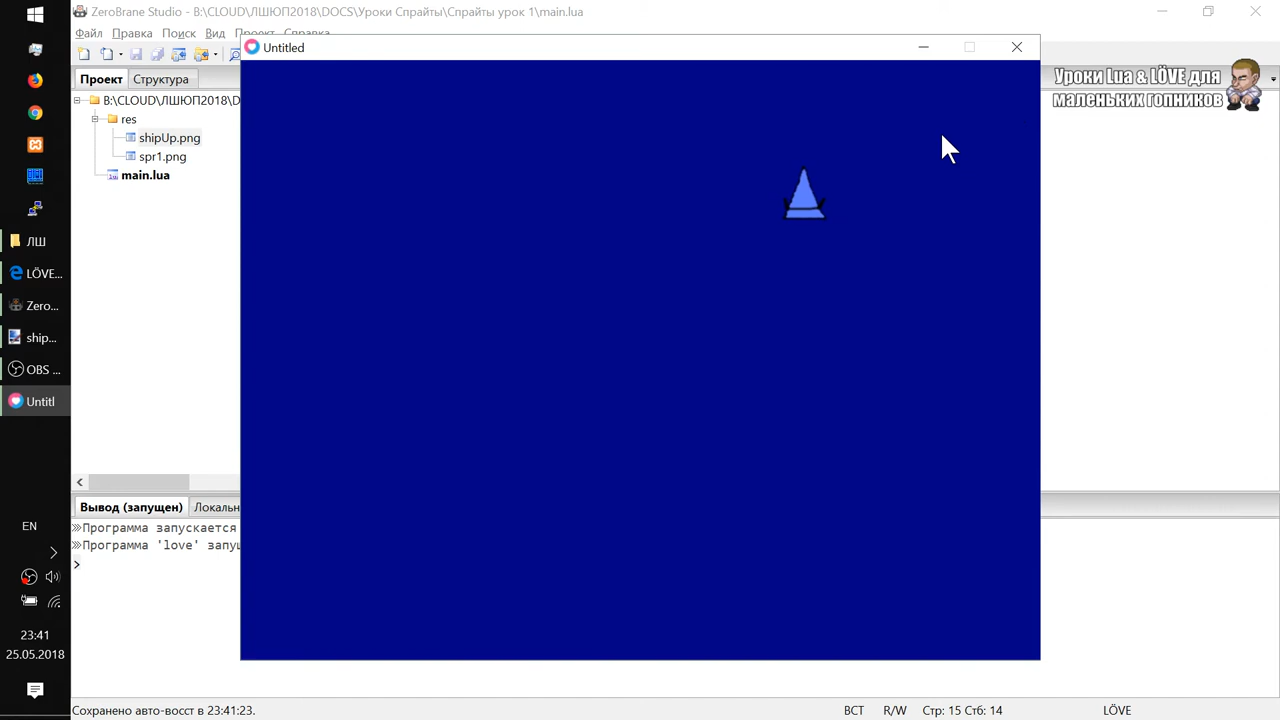 ZeroBrane Studio - B:\CLOUD\ЛШЮП2018\DOCS\Уроки Спрайты\Спрайты урок 1\main.lua
Файл Правка Поиск Вид Проект Справка
Untitled
Проект Структура
Уроки Lua & LÖVE для
маленьких гопников
B:\CLOUD\ЛШЮП2018\D
res
shipUp.png
spr1.png
main.lua
ЛШ
LÖVE...
Zero...
ship...
OBS ...
Untitl
Вывод (запущен) Локальн
Программа запускается
Программа 'love' запу
>
EN
23:41
25.05.2018
Сохранено авто-восст в 23:41:23.
ВСТ R/W Стр: 15 Стб: 14 LÖVE